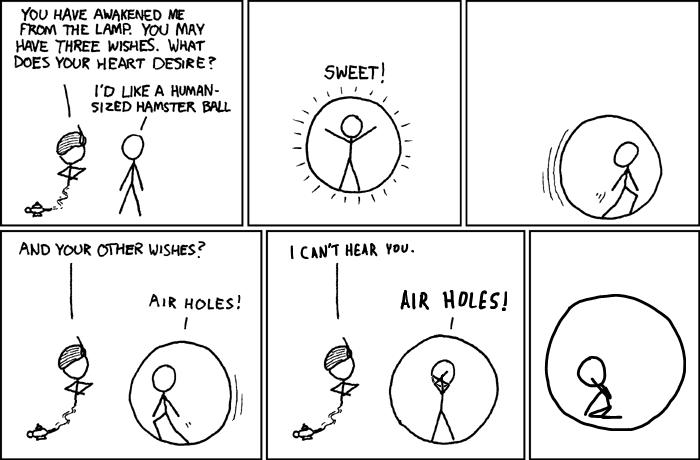 YOU HAVE AWAKENED ME
FROM THE LAMP. YOU MAY
HAVE THREE WISHES. WHAT
DOES YOUR HEART DESIRE?
I'D LIKE A HUMAN-
SIZED HAMSTER BALL
SWEET!
AND YOUR OTHER WISHES?
AIR HOLES!
I CAN'T HEAR YOU.
AIR HOLES!